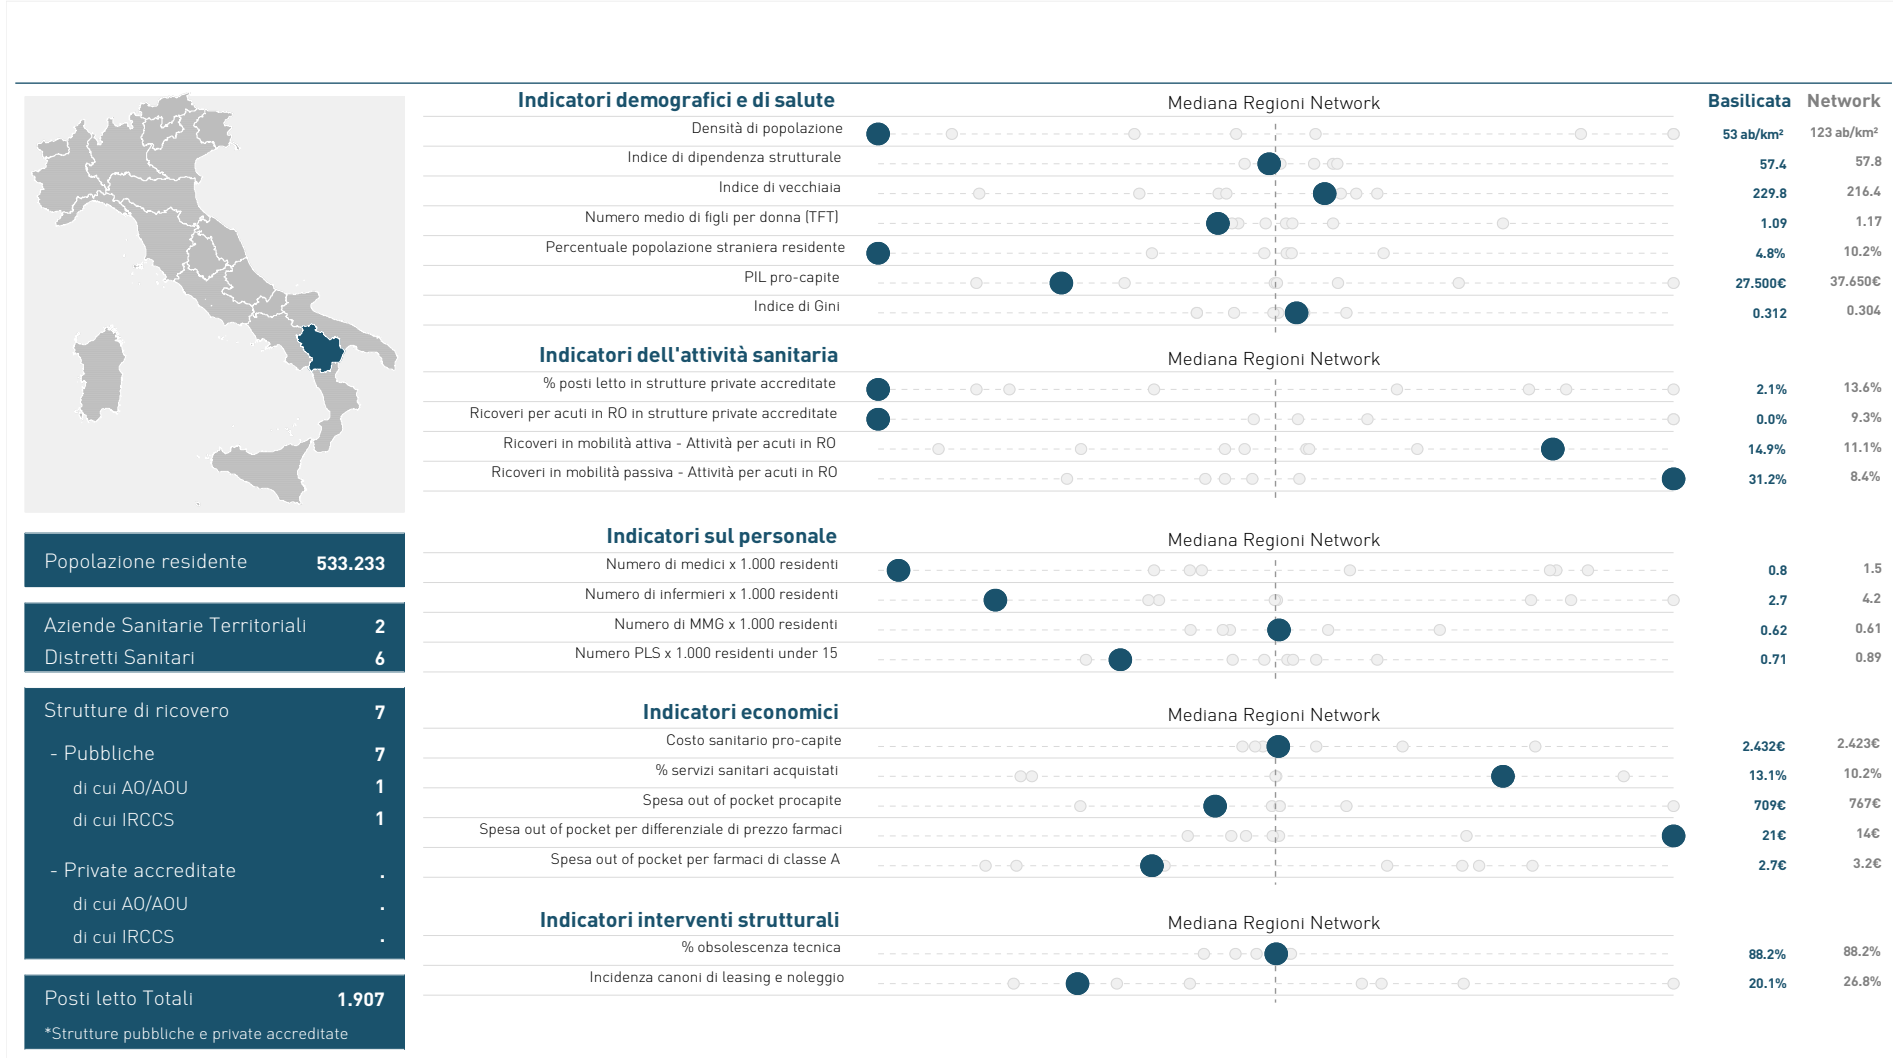 Indicatori demografici e di salute
Mediana Regioni Network
Basilicata Network
Densità di popolazione 53 ab/km² 123 ab/km²
Indice di dipendenza strutturale 57.4 57.8
Indice di vecchiaia 229.8 216.4
Numero medio di figli per donna (TFT) 1.09 1.17
Percentuale popolazione straniera residente 4.8% 10.2%
PIL pro-capite 27.500€ 37.650€
Indice di Gini 0.312 0.304
Indicatori dell'attività sanitaria
Mediana Regioni Network
% posti letto in strutture private accreditate 2.1% 13.6%
Ricoveri per acuti in RO in strutture private accreditate 0.0% 9.3%
Ricoveri in mobilità attiva - Attività per acuti in RO 14.9% 11.1%
Ricoveri in mobilità passiva - Attività per acuti in RO 31.2% 8.4%
Indicatori sul personale
Mediana Regioni Network
Numero di medici x 1.000 residenti 0.8 1.5
Numero di infermieri x 1.000 residenti 2.7 4.2
Numero di MMG x 1.000 residenti 0.62 0.61
Numero PLS x 1.000 residenti under 15 0.71 0.89
Indicatori economici
Mediana Regioni Network
Costo sanitario pro-capite 2.432€ 2.423€
% servizi sanitari acquistati 13.1% 10.2%
Spesa out of pocket procapite 709€ 767€
Spesa out of pocket per differenziale di prezzo farmaci 21€ 14€
Spesa out of pocket per farmaci di classe A 2.7€ 3.2€
Indicatori interventi strutturali
Mediana Regioni Network
% obsolescenza tecnica 88.2% 88.2%
Incidenza canoni di leasing e noleggio 20.1% 26.8%
Popolazione residente 533.233
Aziende Sanitarie Territoriali 2
Distretti Sanitari 6
Strutture di ricovero 7
- Pubbliche 7
di cui AO/AOU 1
di cui IRCCS 1
- Private accreditate .
di cui AO/AOU .
di cui IRCCS .
Posti letto Totali 1.907
*Strutture pubbliche e private accreditate